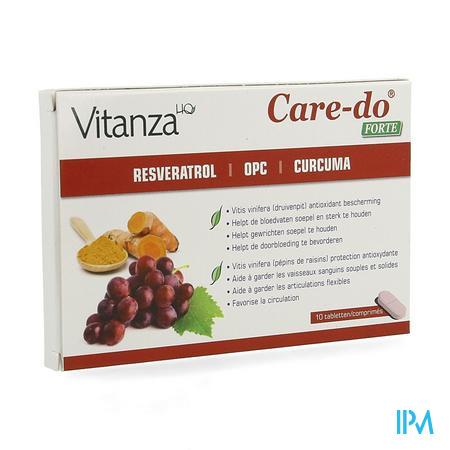 Vitanza HQ
Care-do®
FORTE
RESVERATROL | OPC | CURCUMA
• Vitis vinifera (druivenpit) antioxidant bescherming
• Helpt de bloedvaten soepel en sterk te houden
• Helpt gewrichten soepel te houden
• Helpt de doorbloeding te bevorderen
• Vitis vinifera (pépins de raisins) protection antioxydante
• Aide à garder les vaisseaux sanguins souples et solides
• Aide à garder les articulations flexibles
• Favorise la circulation
10 tabletten/comprimés
IPM